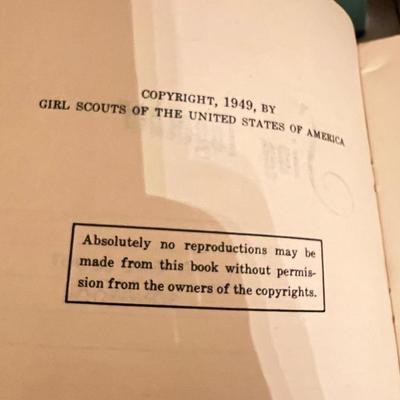 COPYRIGHT, 1949, BY
GIRL SCOUTS OF THE UNITED STATES OF AMERICA
Absolutely no reproductions may be
made from this book without permis-
sion from the owners of the copyrights.